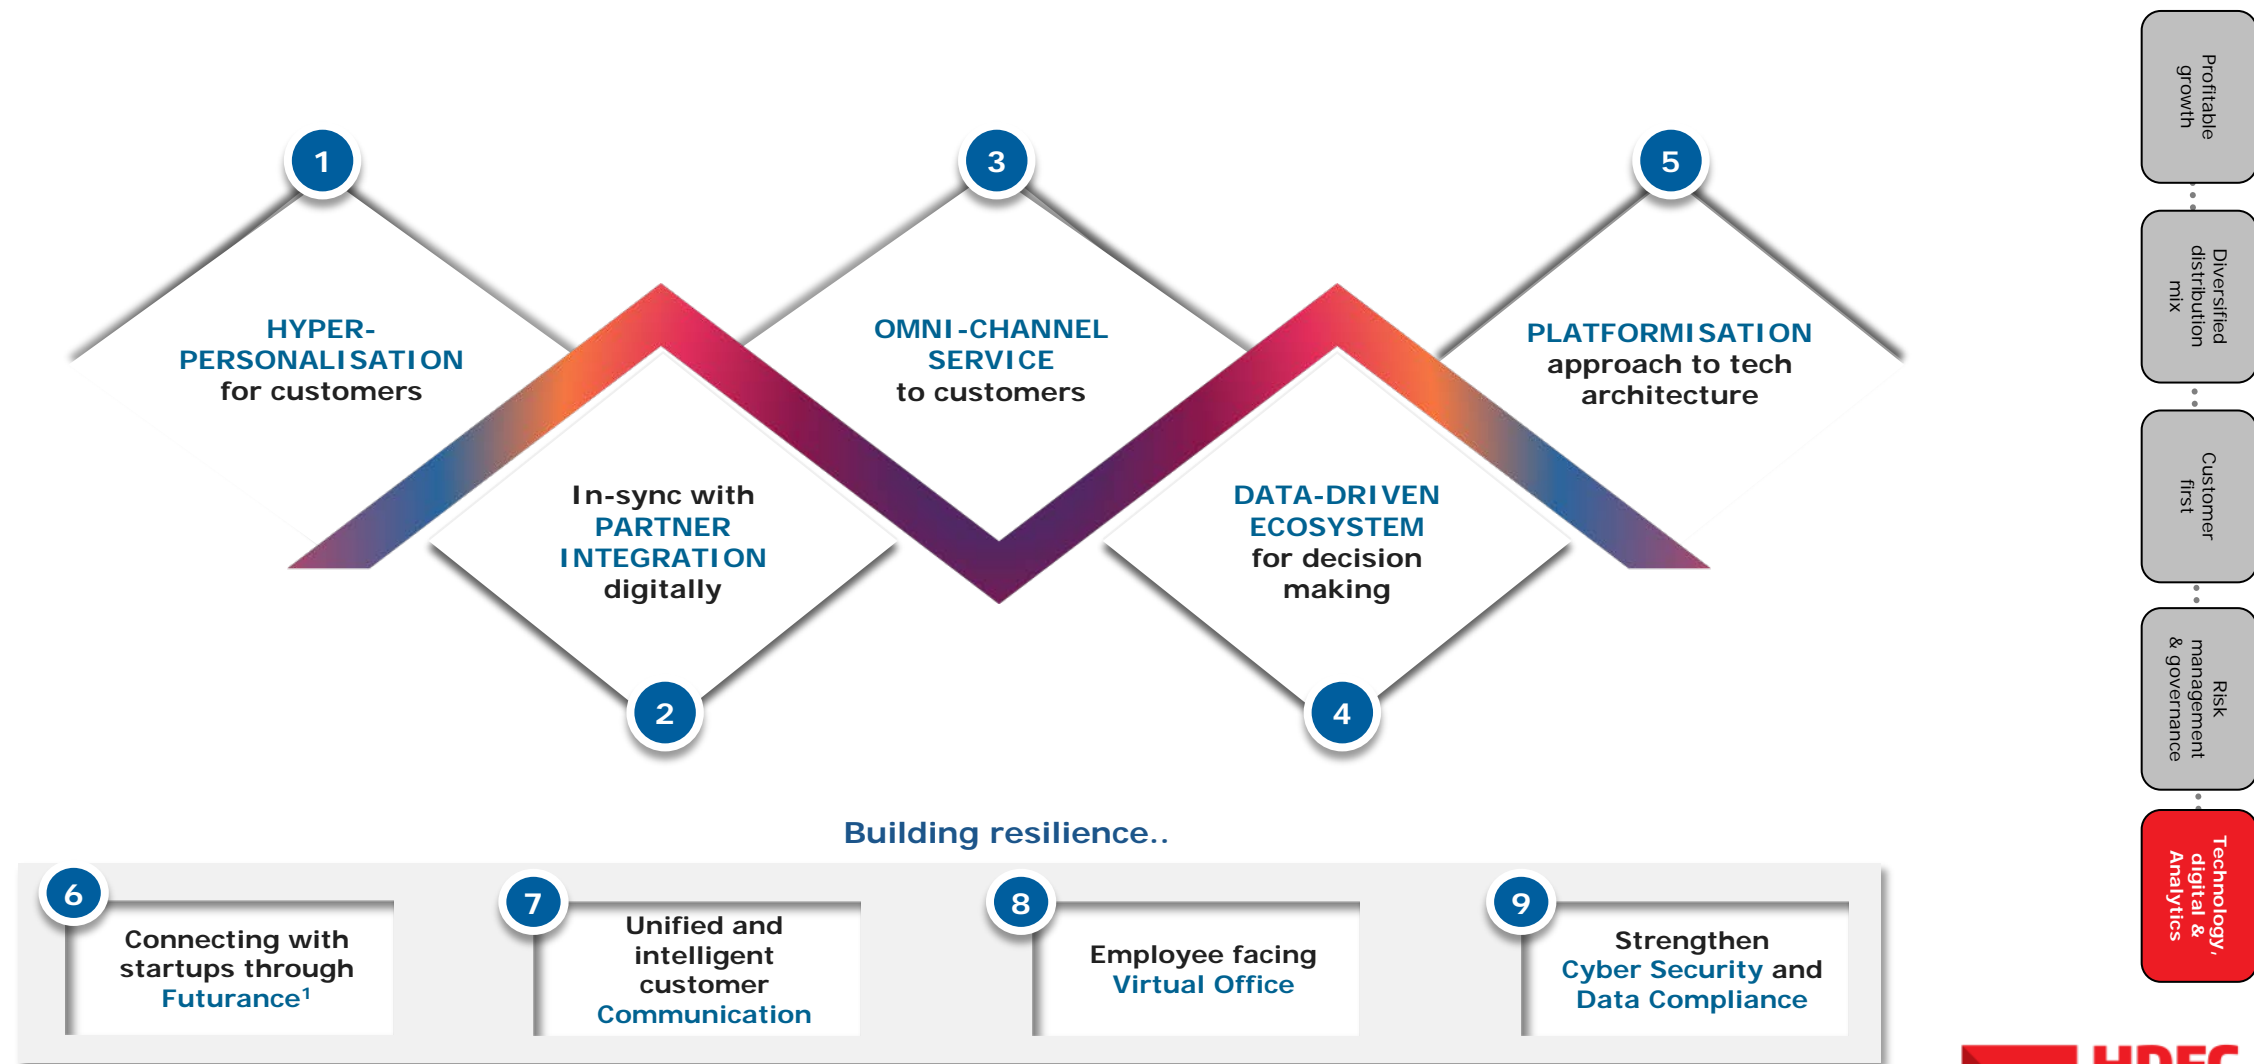 1
HYPER-
PERSONALISATION
for customers
2
In-sync with
PARTNER
INTEGRATION
digitally
3
OMNI-CHANNEL
SERVICE
to customers
4
DATA-DRIVEN
ECOSYSTEM
for decision
making
5
PLATFORMISATION
approach to tech
architecture
Building resilience..
6
Connecting with
startups through
Futurance¹
7
Unified and
intelligent
customer
Communication
8
Employee facing
Virtual Office
9
Strengthen
Cyber Security and
Data Compliance
Profitable
growth
Diversified
distribution
mix
Customer
first
Risk
management
& governance
Technology,
digital &
Analytics
HDFC